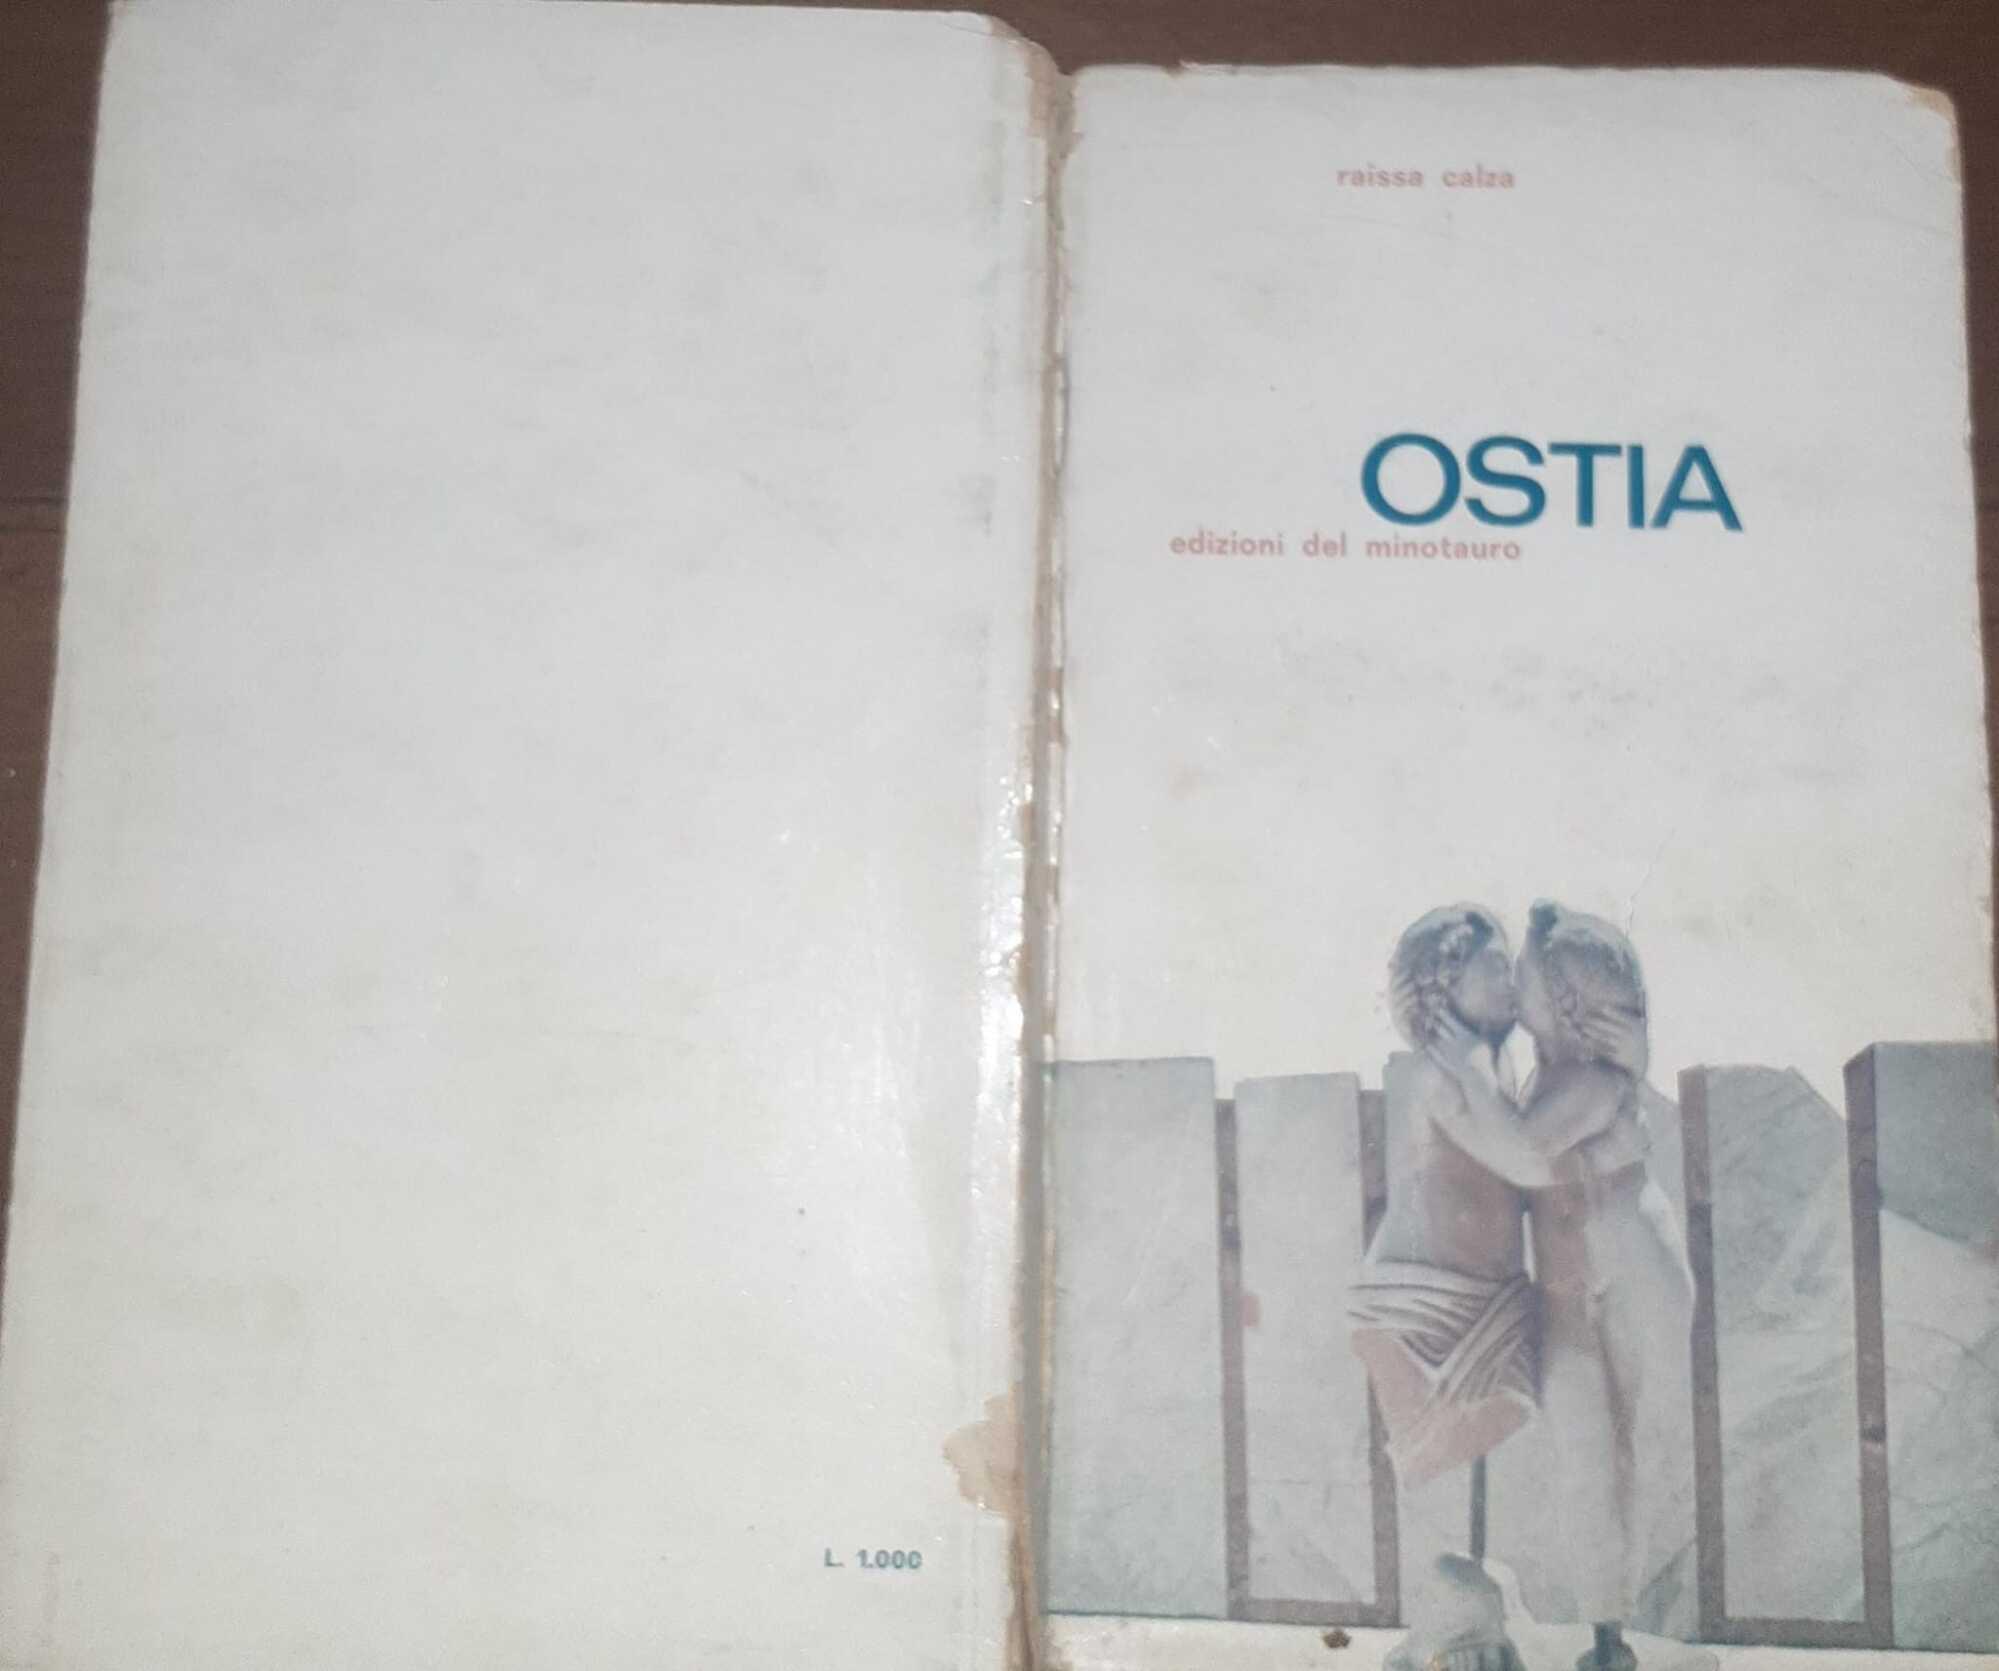 raissa calza
OSTIA
edizioni del minotauro
L. 1.000